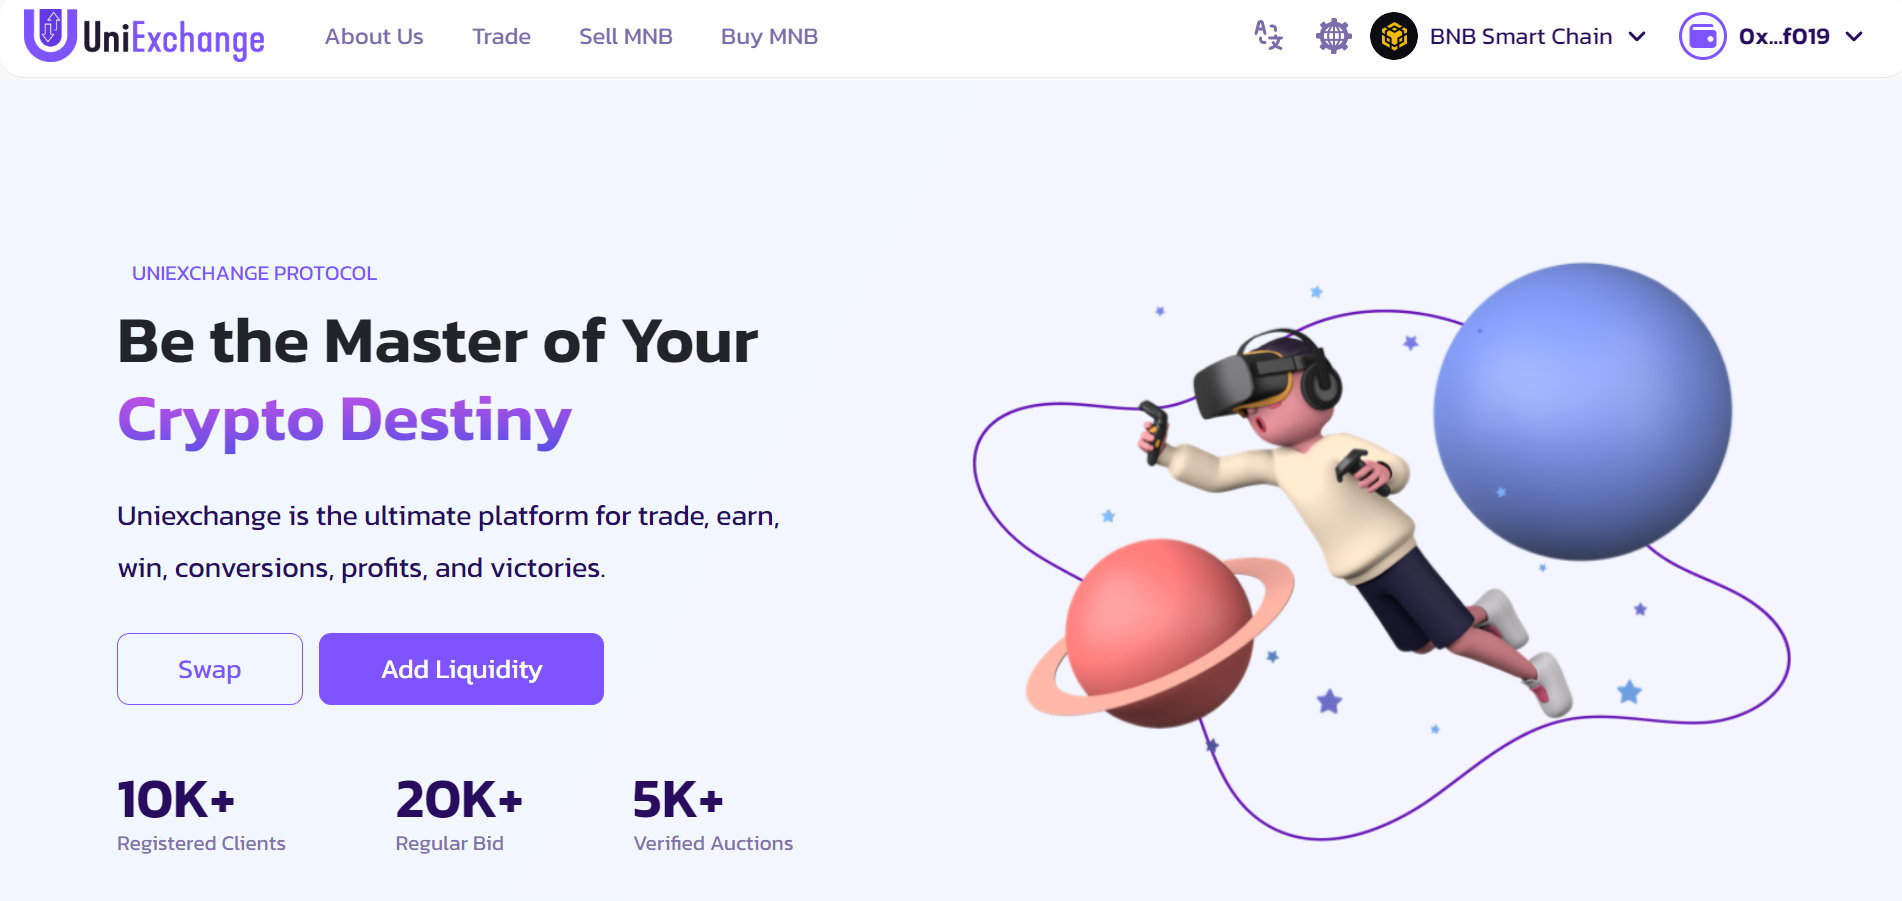 UniExchange
About Us
Trade
Sell MNB
Buy MNB
BNB Smart Chain
0x...f019
UNIEXCHANGE PROTOCOL
Be the Master of Your
Crypto Destiny
Uniexchange is the ultimate platform for trade, earn,
win, conversions, profits, and victories.
Swap
Add Liquidity
10K+
Registered Clients
20K+
Regular Bid
5K+
Verified Auctions